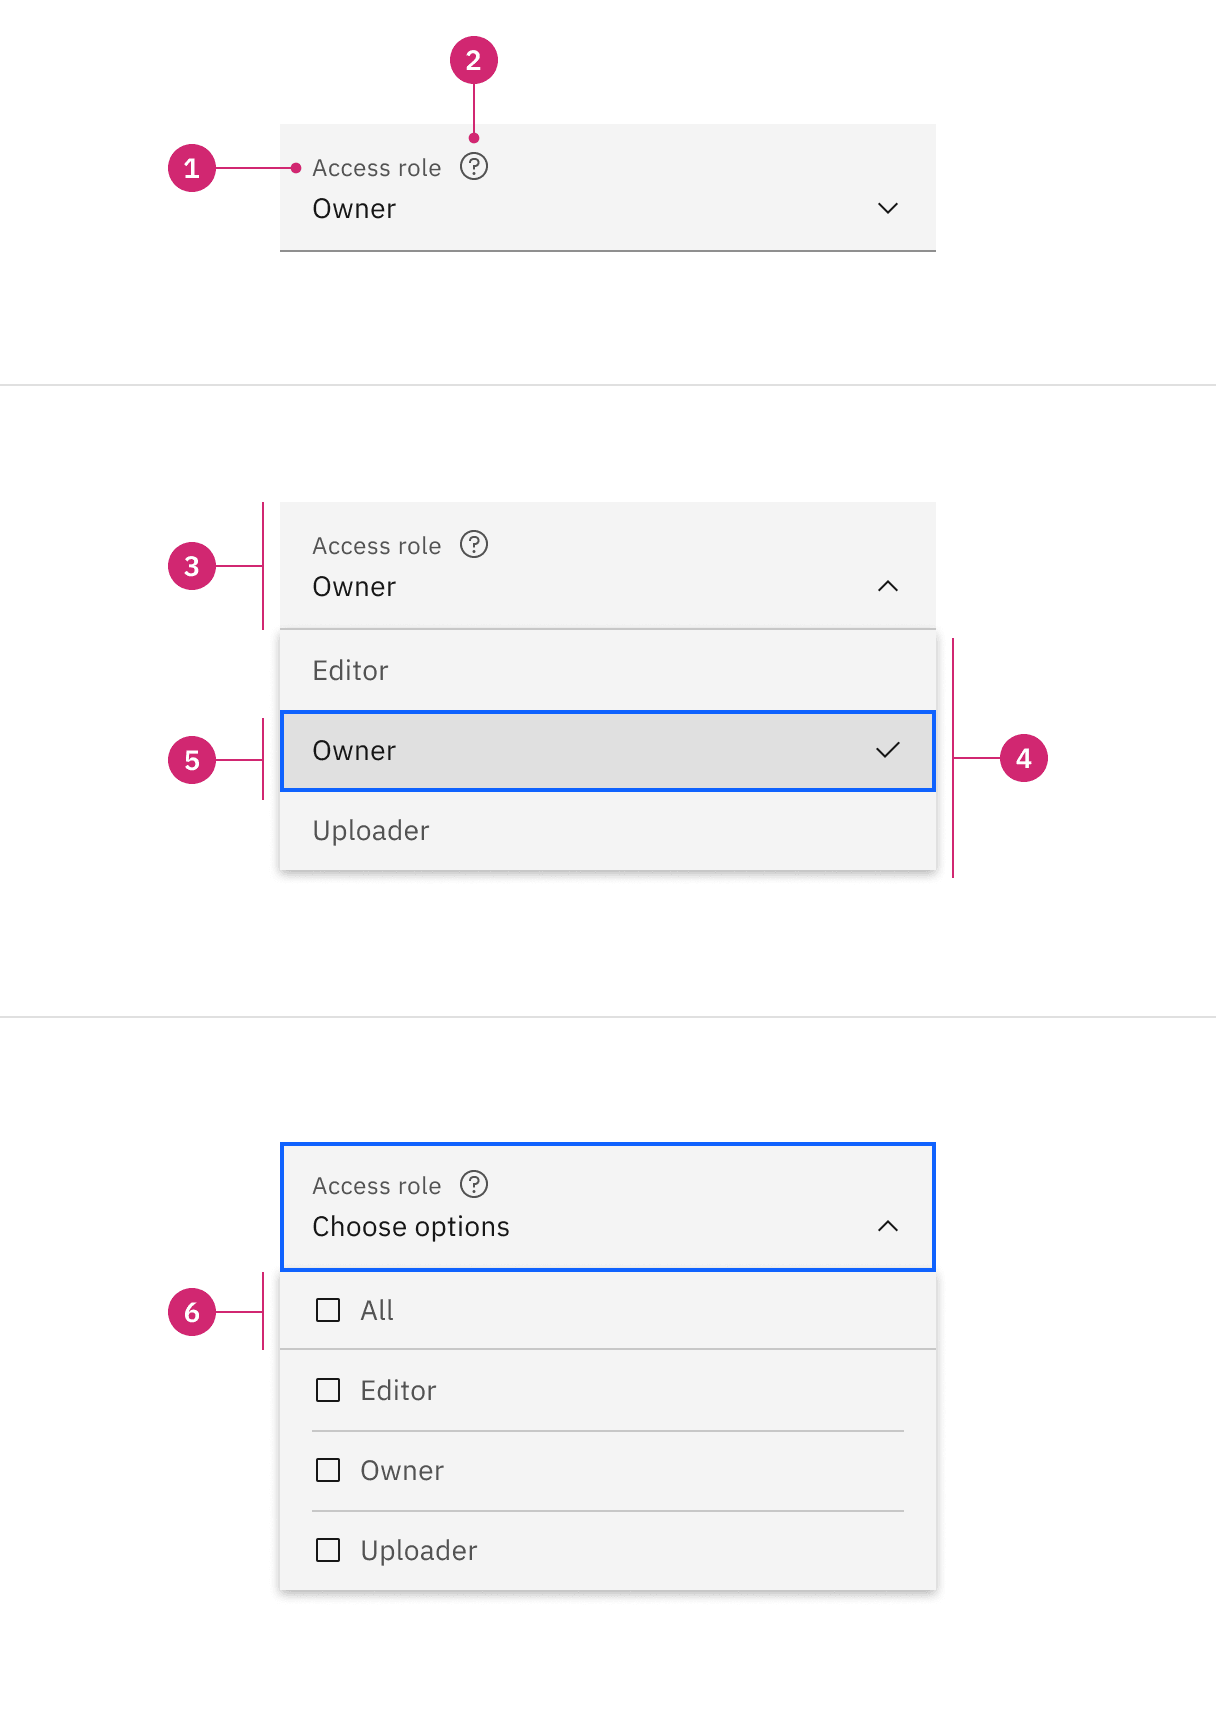 2
1
Access role ?
Owner
3
Access role ?
Owner
Editor
5
Owner
4
Uploader
Access role ?
Choose options
6
All
Editor
Owner
Uploader